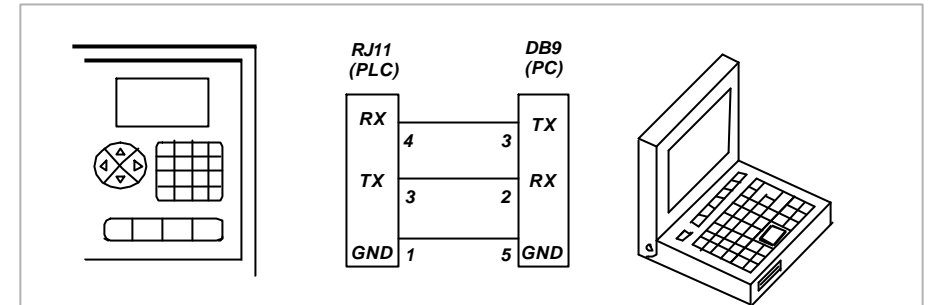 RJ11 DB9
(PLC) (PC)
RX TX
4 3
TX RX
3 2
GND 1 5 GND